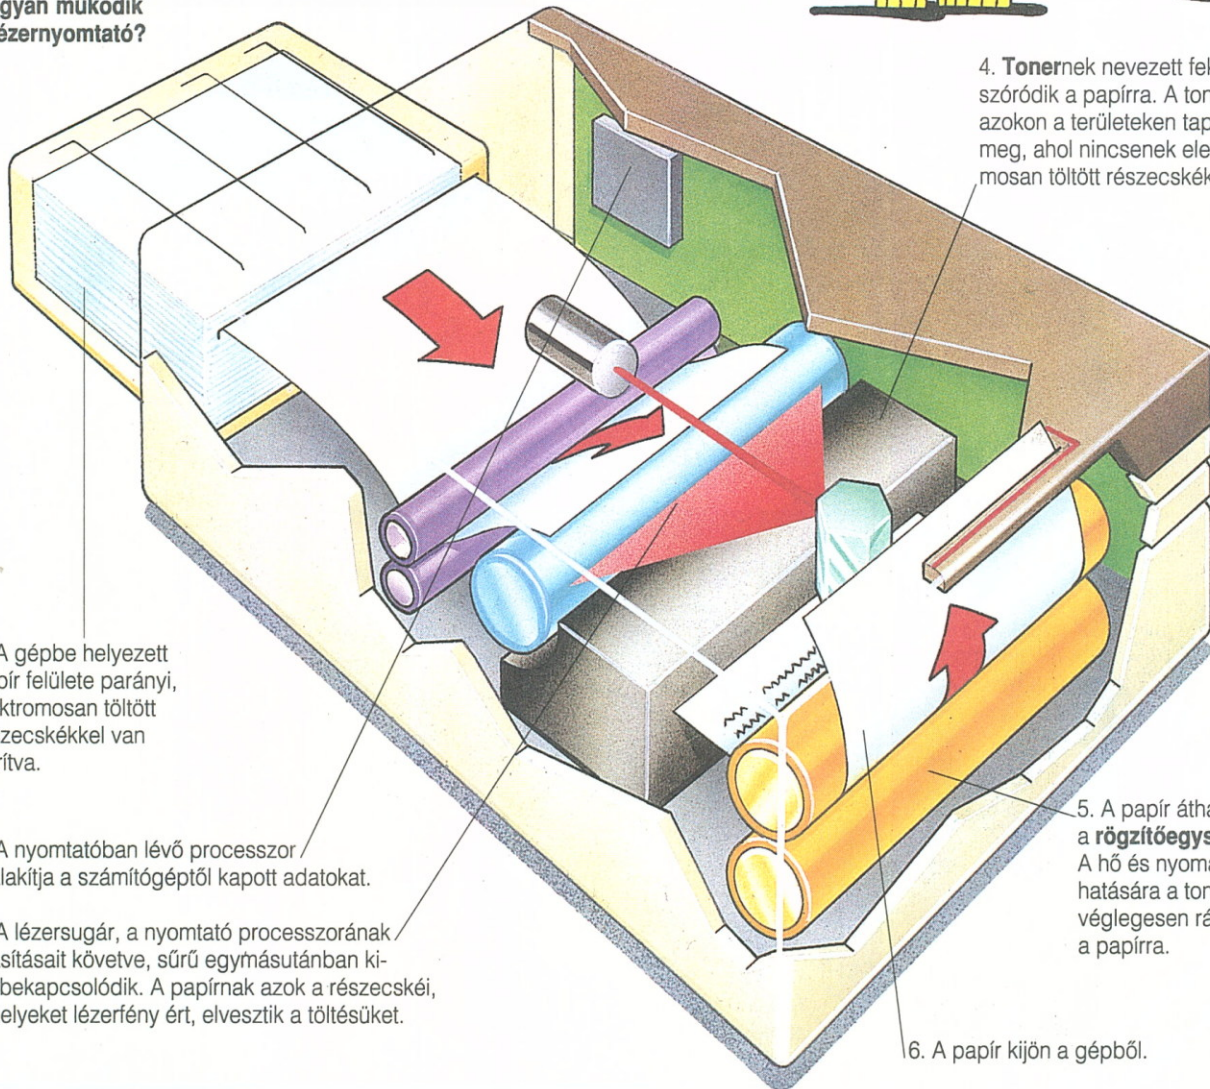 gyan működik
ézernyomtató?
4. Tonernek nevezett fek
szóródik a papírra. A ton
azokon a területeken tap
meg, ahol nincsenek ele
mosan töltött részecskék
A gépbe helyezett
pír felülete parányi,
ktromosan töltött
zecskékkel van
rítva.
A nyomtatóban lévő processzor
lakítja a számítógéptől kapott adatokat.
A lézersugár, a nyomtató processzorának
sításait követve, sűrű egymásutánban ki-
bekapcsolódik. A papírnak azok a részecskéi,
elyeket lézerfény ért, elvesztik a töltésüket.
5. A papír átha
a rögzítőegys
A hő és nyomá
hatására a ton
véglegesen rá
a papírra.
6. A papír kijön a gépből.